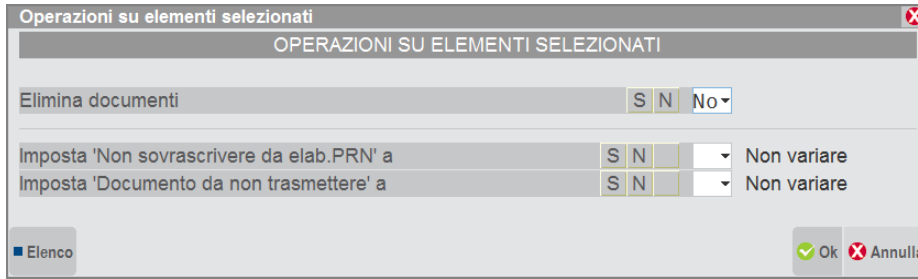 Operazioni su elementi selezionati
OPERAZIONI SU ELEMENTI SELEZIONATI
Elimina documenti S N No
Imposta 'Non sovrascrivere da elab.PRN' a S N Non variare
Imposta 'Documento da non trasmettere' a S N Non variare
Elenco Ok Annulla